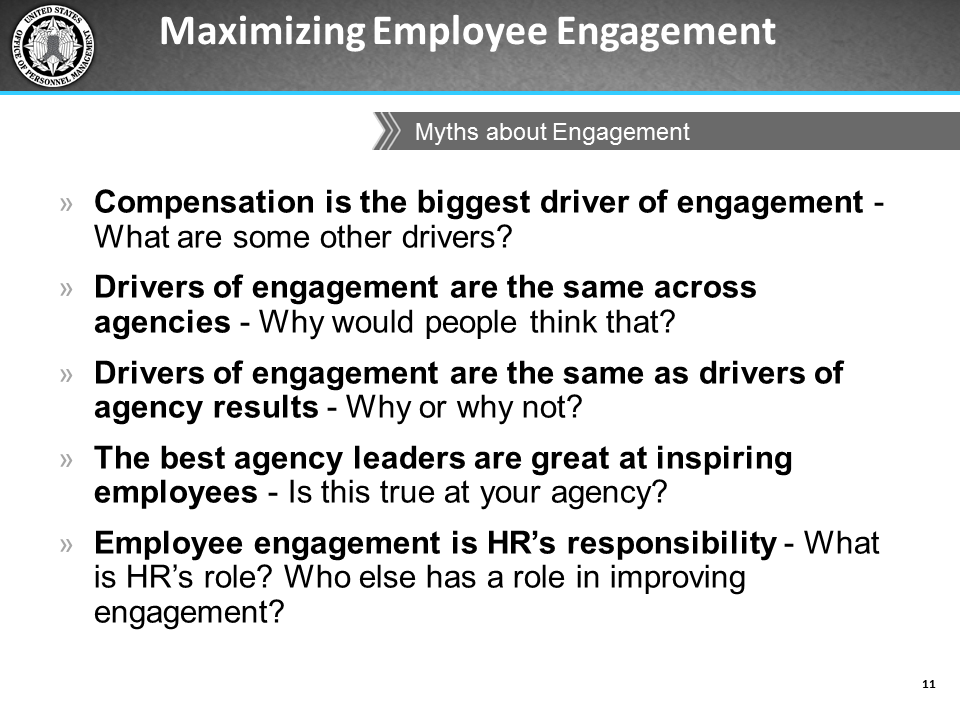 Maximizing Employee Engagement
UNITED STATES
OFFICE OF PERSONNEL MANAGEMENT
Myths about Engagement
» Compensation is the biggest driver of engagement -
What are some other drivers?
» Drivers of engagement are the same across
agencies - Why would people think that?
» Drivers of engagement are the same as drivers of
agency results - Why or why not?
» The best agency leaders are great at inspiring
employees - Is this true at your agency?
» Employee engagement is HR’s responsibility - What
is HR’s role? Who else has a role in improving
engagement?
11